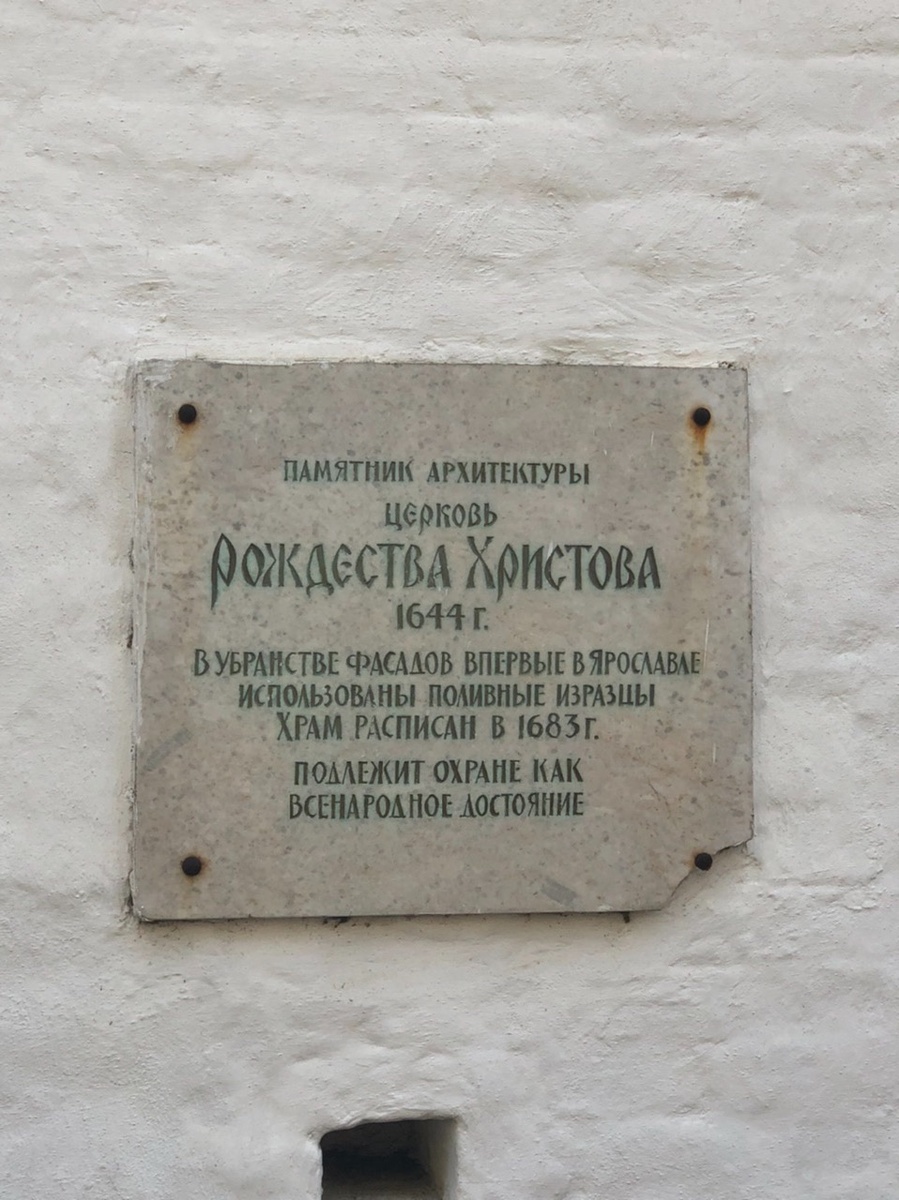 ПАМЯТНИК АРХИТЕКТУРЫ
ЦЕРКОВЬ
РОЖДЕСТВА ХРИСТОВА
1644 Г.
В УБРАНСТВЕ ФАСАДОВ ВПЕРВЫЕ В ЯРОСЛАВЛЕ
ИСПОЛЬЗОВАНЫ ПОЛИВНЫЕ ИЗРАЗЦЫ
ХРАМ РАСПИСАН В 1683 Г.
ПОДЛЕЖИТ ОХРАНЕ КАК
ВСЕНАРОДНОЕ ДОСТОЯНИЕ